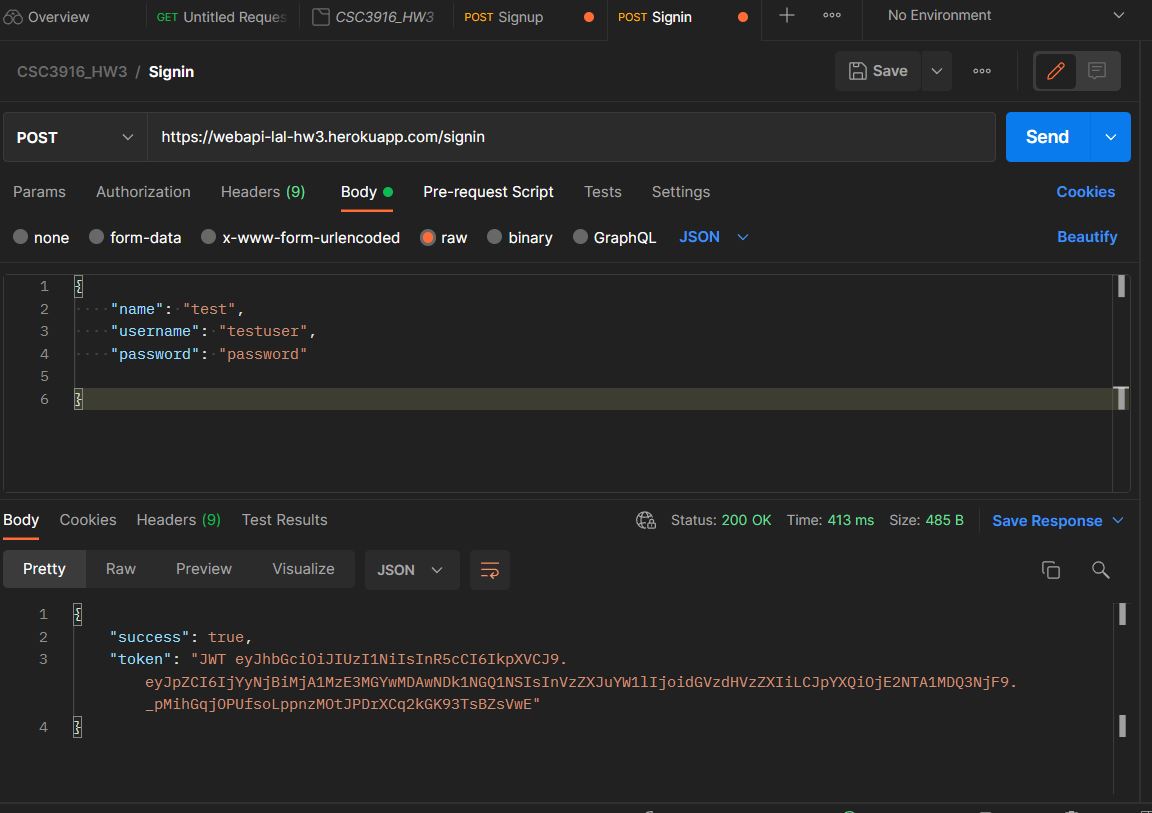 Overview GET Untitled Reques CSC3916_HW3 POST Signup POST Signin No Environment
CSC3916_HW3 / Signin Save
POST https://webapi-lal-hw3.herokuapp.com/signin Send
Params Authorization Headers (9) Body Pre-request Script Tests Settings Cookies
none form-data x-www-form-urlencoded raw binary GraphQL JSON Beautify
1 {
2 "name": "test",
3 "username": "testuser",
4 "password": "password"
5
6 }
Body Cookies Headers (9) Test Results Status: 200 OK Time: 413 ms Size: 485 B Save Response
Pretty Raw Preview Visualize JSON
1 {
2 "success": true,
3 "token": "JWT eyJhbGciOiJIUzI1NiIsInR5cCI6IkpXVCJ9.
eyJpZCI6IjYyNjBiMjA1MzE3MGYwMDAwNDk1NGQ1NSIsInVzZXJuYW1lIjoidGVzdHVzZXIiLCJpYXQiOjE2NTA1MDQ3NjF9.
_pMihGqjOPUfsoLppnzMOtJPDrXCq2kGK93TsBZsVwE"
4 }